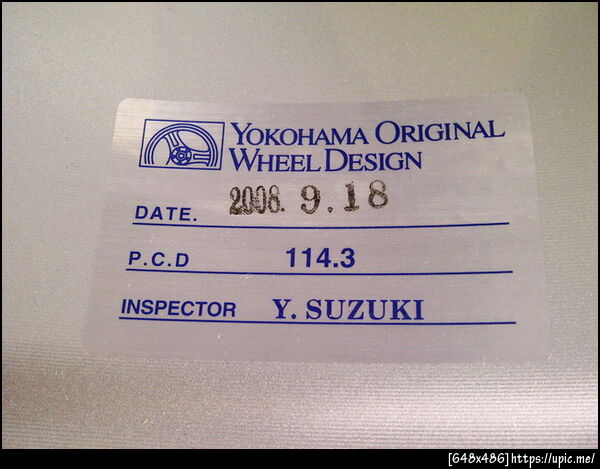 YOKOHAMA ORIGINAL
WHEEL DESIGN
DATE. 2008. 9.18
P.C.D 114.3
INSPECTOR Y. SUZUKI
[648x486]https://upic.me/